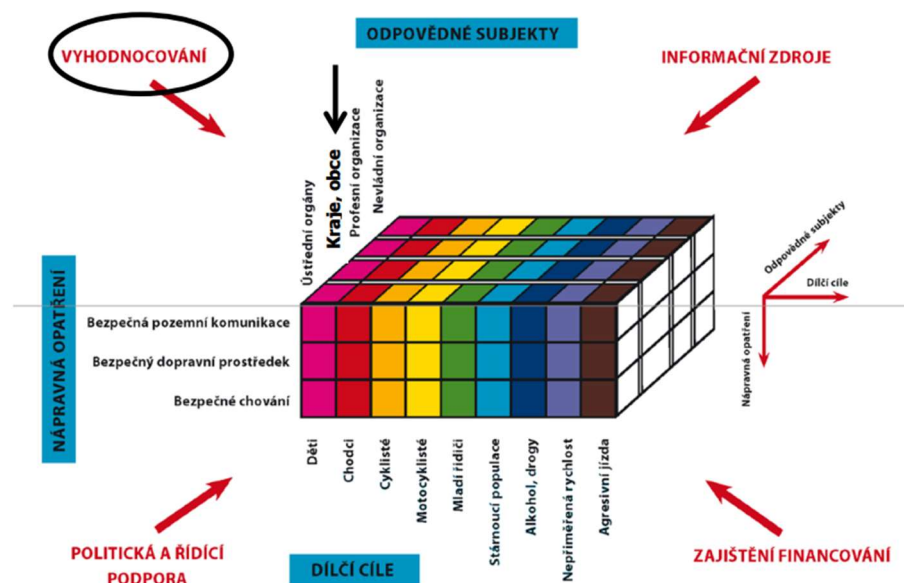 VYHODNOCOVÁNÍ
ODPOVĚDNÉ SUBJEKTY
INFORMAČNÍ ZDROJE
Ústřední orgány
Kraje, obce
Profesní organizace
Nevládní organizace
NÁPRAVNÁ OPATŘENÍ
Bezpečná pozemní komunikace
Bezpečný dopravní prostředek
Bezpečné chování
Odpovědné subjekty
Dílčí cíle
Nápravná opatření
Děti
Chodci
Cyklisté
Motocyklisté
Mladí řidiči
Stárnoucí populace
Alkohol, drogy
Nepřiměřená rychlost
Agresivní jízda
POLITICKÁ A ŘÍDÍCÍ
PODPORA
DÍLČÍ CÍLE
ZAJIŠTĚNÍ FINANCOVÁNÍ